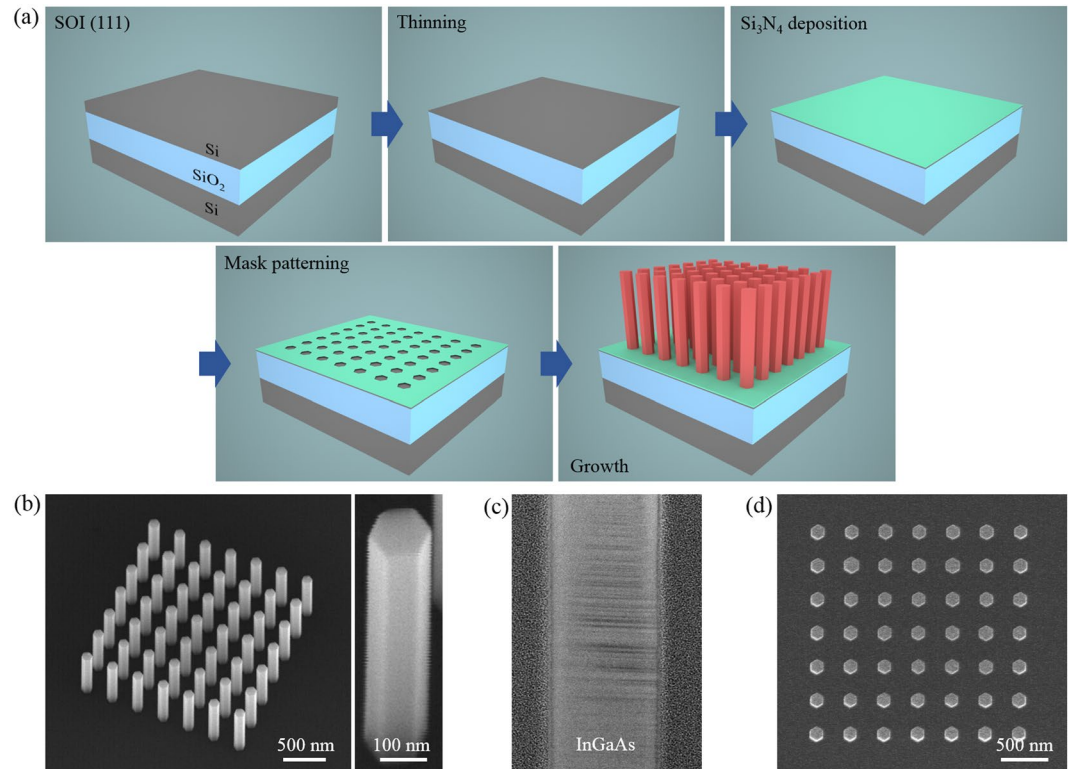 (a)
SOI (111)
Thinning
Si₃N₄ deposition
Si
SiO₂
Si
Mask patterning
Growth
(b)
(c)
(d)
500 nm
100 nm
InGaAs
500 nm